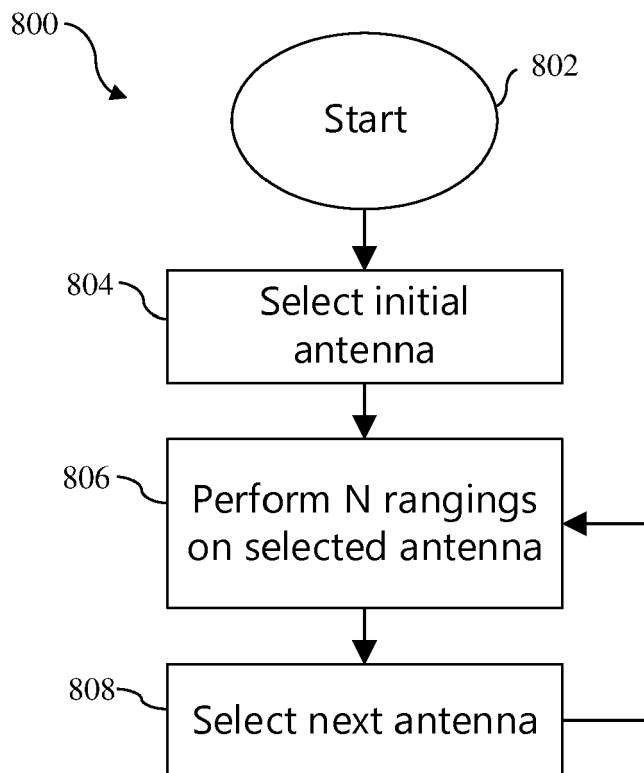 800
802
Start
804
Select initial
antenna
806
Perform N rangings
on selected antenna
808
Select next antenna